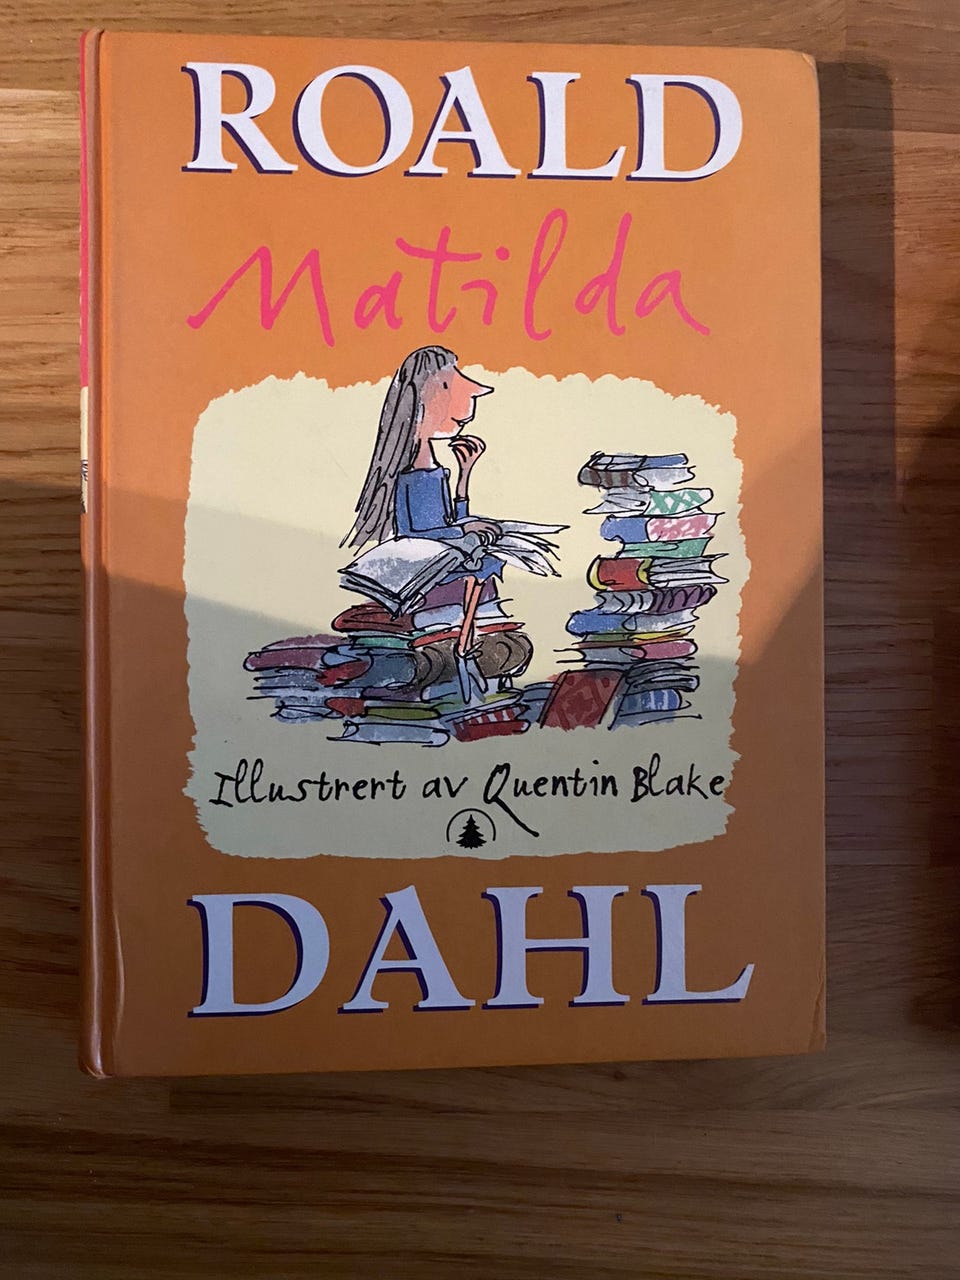 ROALD
Matilda
Illustrert av Quentin Blake
DAHL